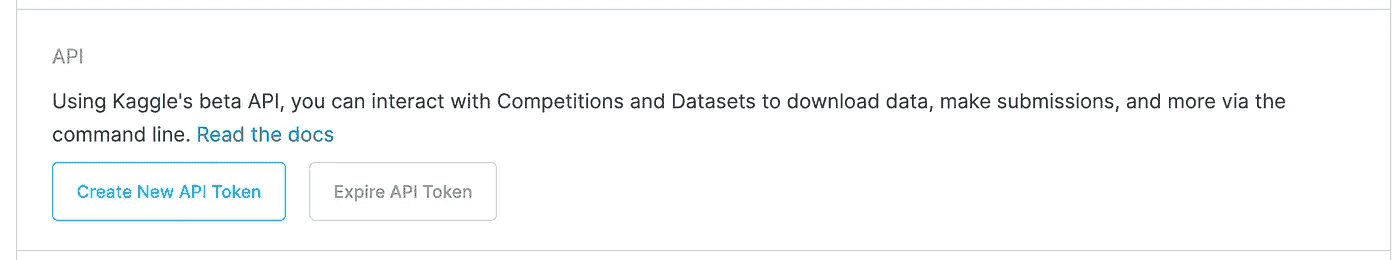 API
Using Kaggle's beta API, you can interact with Competitions and Datasets to download data, make submissions, and more via the
command line. Read the docs
Create New API Token Expire API Token